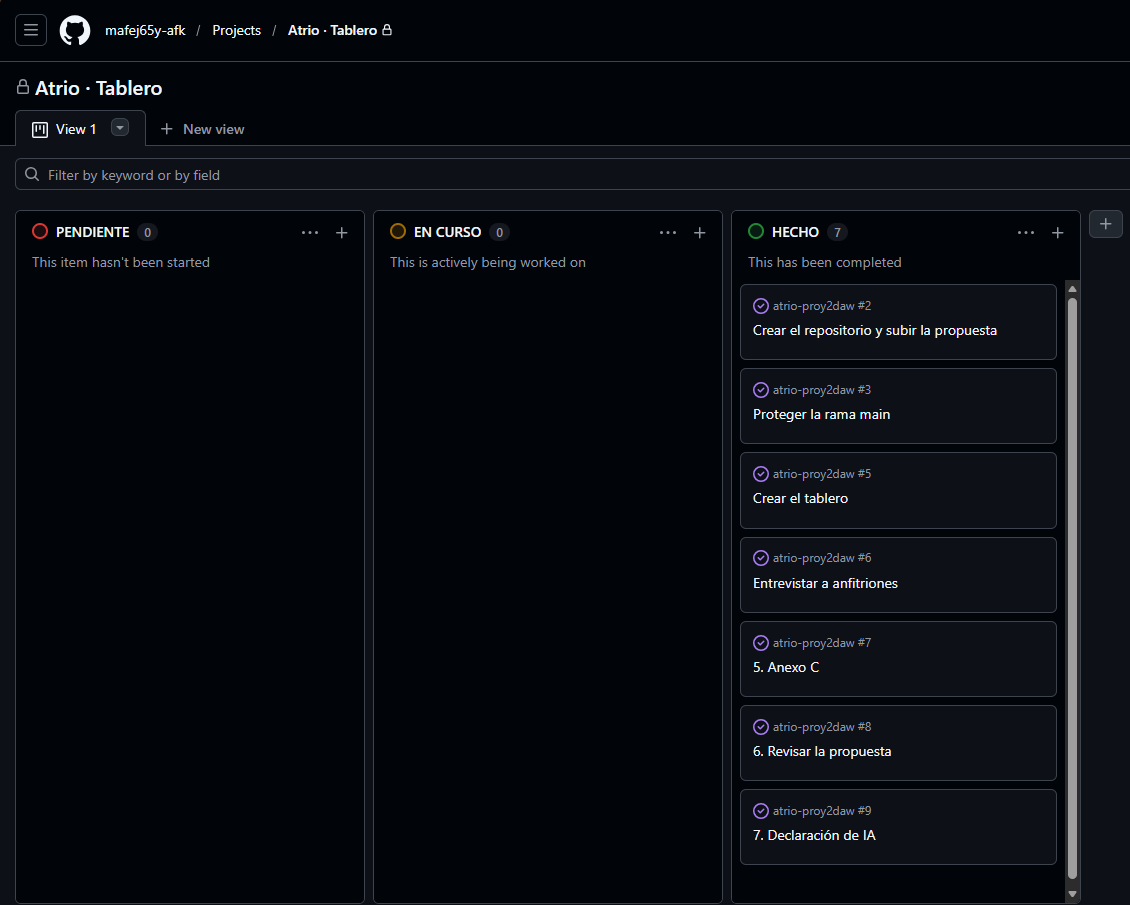 mafej65y-afk / Projects / Atrio · Tablero
Atrio · Tablero
View 1
New view
Filter by keyword or by field
PENDIENTE 0
This item hasn't been started
EN CURSO 0
This is actively being worked on
HECHO 7
This has been completed
atrio-proy2daw #2
Crear el repositorio y subir la propuesta
atrio-proy2daw #3
Proteger la rama main
atrio-proy2daw #5
Crear el tablero
atrio-proy2daw #6
Entrevistar a anfitriones
atrio-proy2daw #7
5. Anexo C
atrio-proy2daw #8
6. Revisar la propuesta
atrio-proy2daw #9
7. Declaración de IA